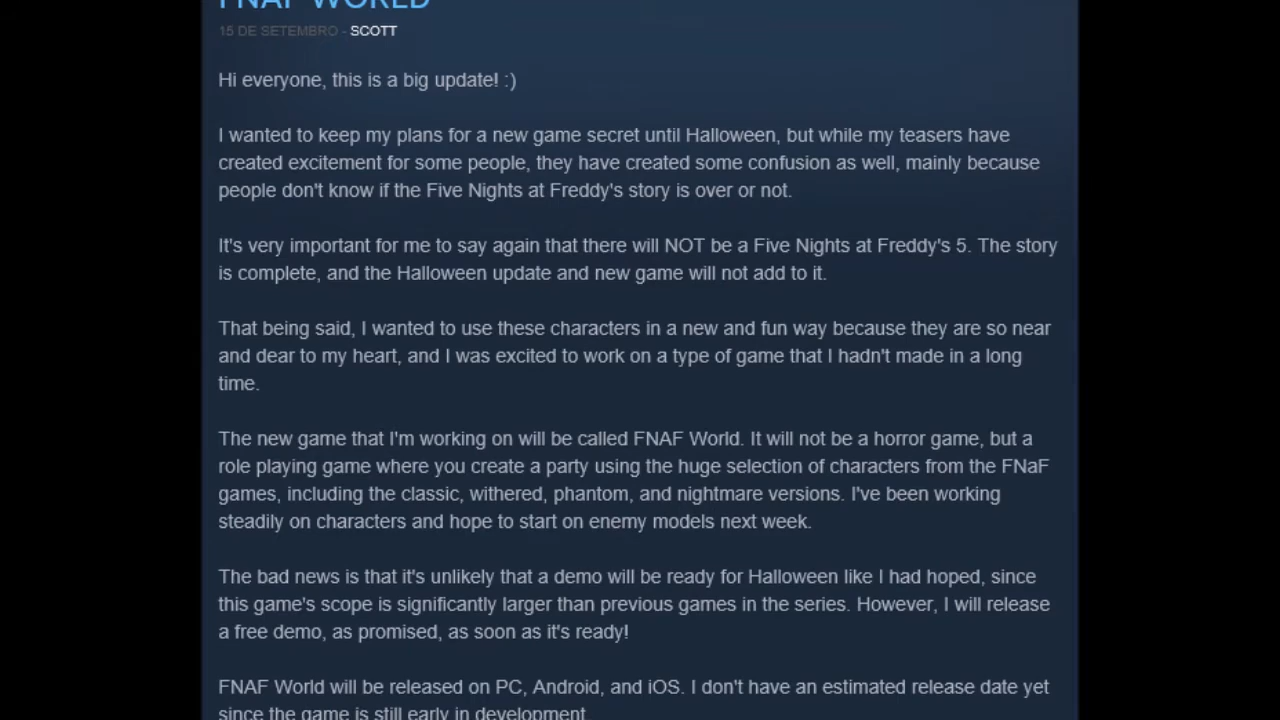 FNAF WORLD
15 DE SETEMBRO - SCOTT
Hi everyone, this is a big update! :)
I wanted to keep my plans for a new game secret until Halloween, but while my teasers have
created excitement for some people, they have created some confusion as well, mainly because
people don't know if the Five Nights at Freddy's story is over or not.
It's very important for me to say again that there will NOT be a Five Nights at Freddy's 5. The story
is complete, and the Halloween update and new game will not add to it.
That being said, I wanted to use these characters in a new and fun way because they are so near
and dear to my heart, and I was excited to work on a type of game that I hadn't made in a long
time.
The new game that I'm working on will be called FNAF World. It will not be a horror game, but a
role playing game where you create a party using the huge selection of characters from the FNaF
games, including the classic, withered, phantom, and nightmare versions. I've been working
steadily on characters and hope to start on enemy models next week.
The bad news is that it's unlikely that a demo will be ready for Halloween like I had hoped, since
this game's scope is significantly larger than previous games in the series. However, I will release
a free demo, as promised, as soon as it's ready!
FNAF World will be released on PC, Android, and iOS. I don't have an estimated release date yet
since the game is still early in development.